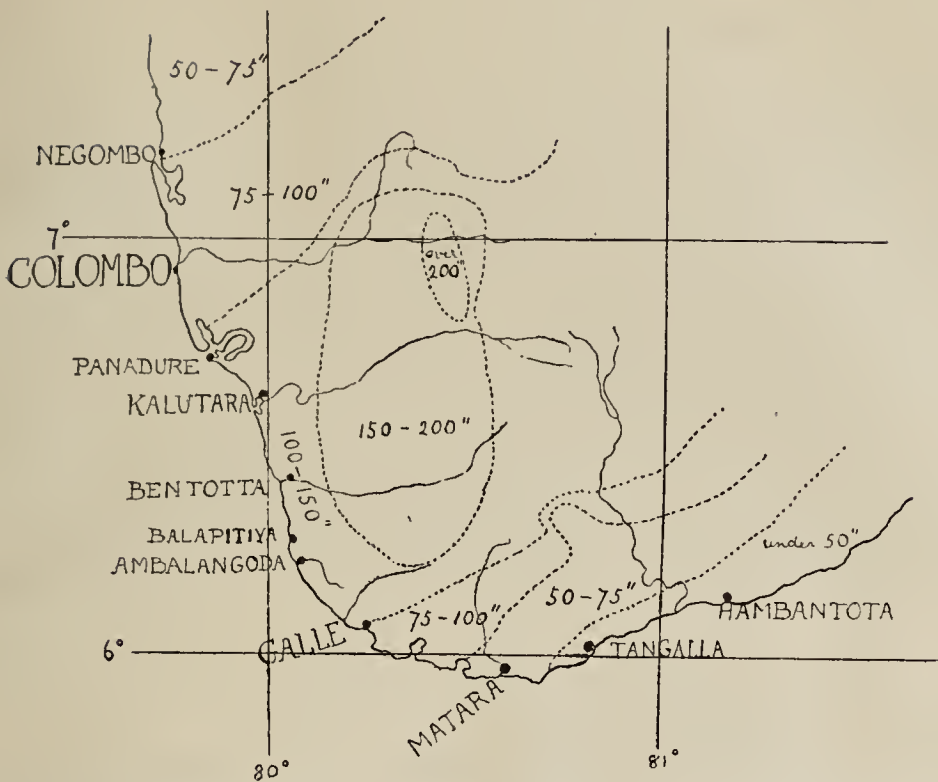 50-75"
NEGOMBO
75-100"
7°
COLOMBO
over
200"
PANADURE
KALUTARA
150-200"
100-150"
BENTOTTA
BALAPITIYA
AMBALANGODA
under 50"
50-75"
HAMBANTOTA
75-100"
GALLE
6°
TANGALLA
MATARA
80°
81°